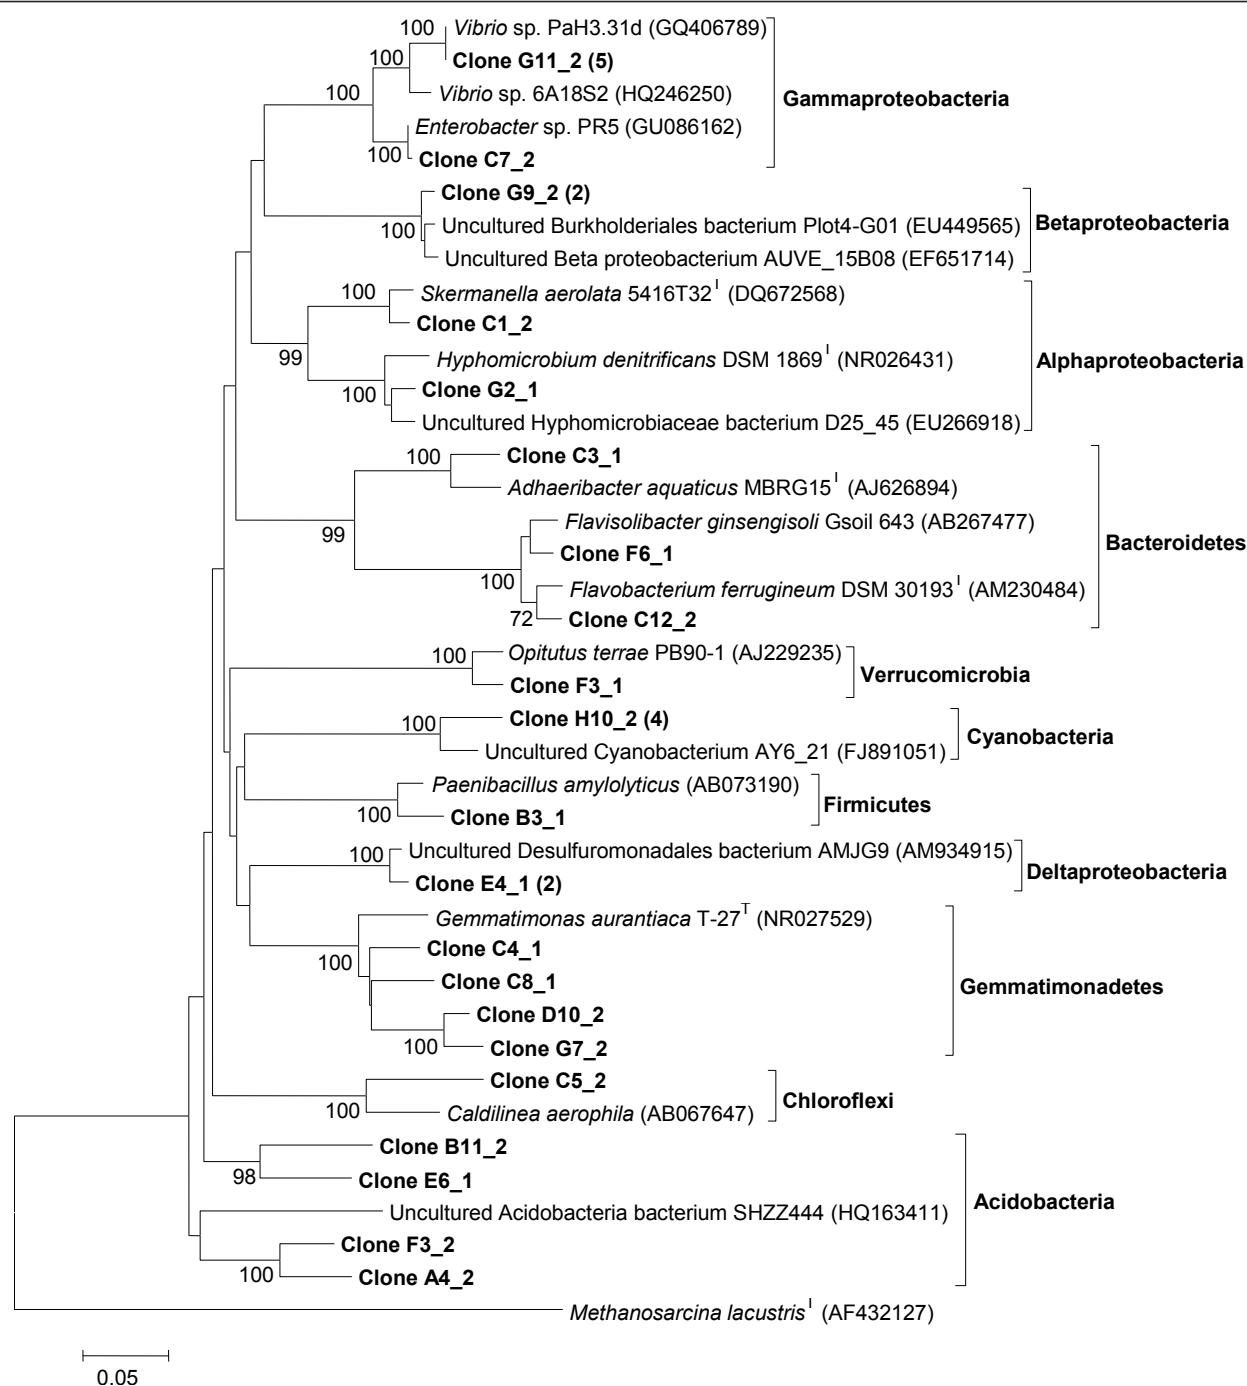 100 Vibrio sp. PaH3.31d (GQ406789)
100 Clone G11_2 (5)
100 Vibrio sp. 6A18S2 (HQ246250) Gammaproteobacteria
Enterobacter sp. PR5 (GU086162)
100 Clone C7_2
Clone G9_2 (2)
100 Uncultured Burkholderiales bacterium Plot4-G01 (EU449565) Betaproteobacteria
Uncultured Beta proteobacterium AUVE_15B08 (EF651714)
100 Skermanella aerolata 5416T32T (DQ672568)
Clone C1_2
99 Hyphomicrobium denitrificans DSM 1869T (NR026431) Alphaproteobacteria
100 Clone G2_1
Uncultured Hyphomicrobiaceae bacterium D25_45 (EU266918)
100 Clone C3_1
Adhaeribacter aquaticus MBRG15T (AJ626894)
99 Flavisolibacter ginsengisoli Gsoil 643 (AB267477)
Clone F6_1 Bacteroidetes
100 Flavobacterium ferrugineum DSM 30193T (AM230484)
72 Clone C12_2
100 Opitutus terrae PB90-1 (AJ229235)
Clone F3_1 Verrucomicrobia
100 Clone H10_2 (4)
Uncultured Cyanobacterium AY6_21 (FJ891051) Cyanobacteria
Paenibacillus amylolyticus (AB073190)
100 Clone B3_1 Firmicutes
100 Uncultured Desulfuromonadales bacterium AMJG9 (AM934915)
Clone E4_1 (2) Deltaproteobacteria
Gemmatimonas aurantiaca T-27T (NR027529)
100 Clone C4_1
Clone C8_1 Gemmatimonadetes
Clone D10_2
100 Clone G7_2
Clone C5_2
100 Caldilinea aerophila (AB067647) Chloroflexi
Clone B11_2
98 Clone E6_1
Uncultured Acidobacteria bacterium SHZZ444 (HQ163411) Acidobacteria
Clone F3_2
100 Clone A4_2
Methanosarcina lacustrisT (AF432127)
0.05